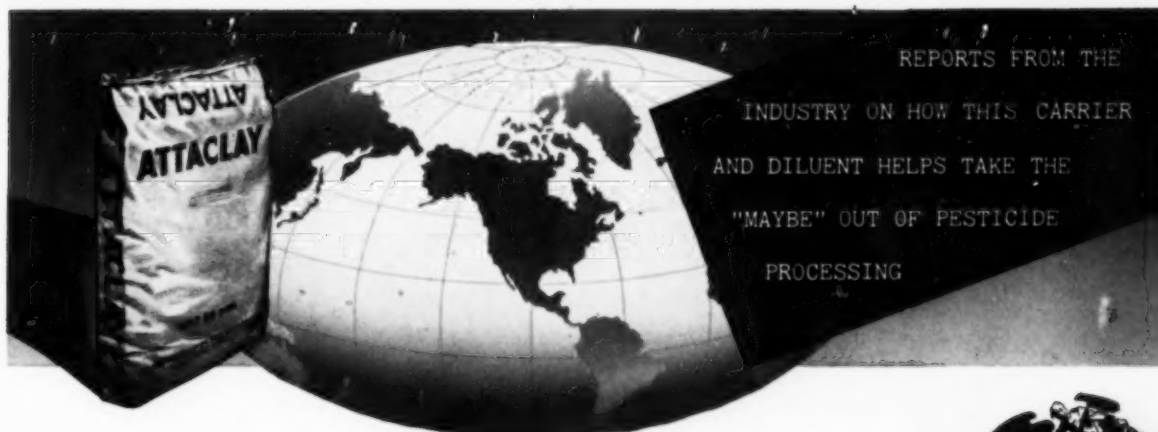 ATTACLAY
ATTACLAY
REPORTS FROM THE
INDUSTRY ON HOW THIS CARRIER
AND DILUENT HELPS TAKE THE
"MAYBE" OUT OF PESTICIDE
PROCESSING